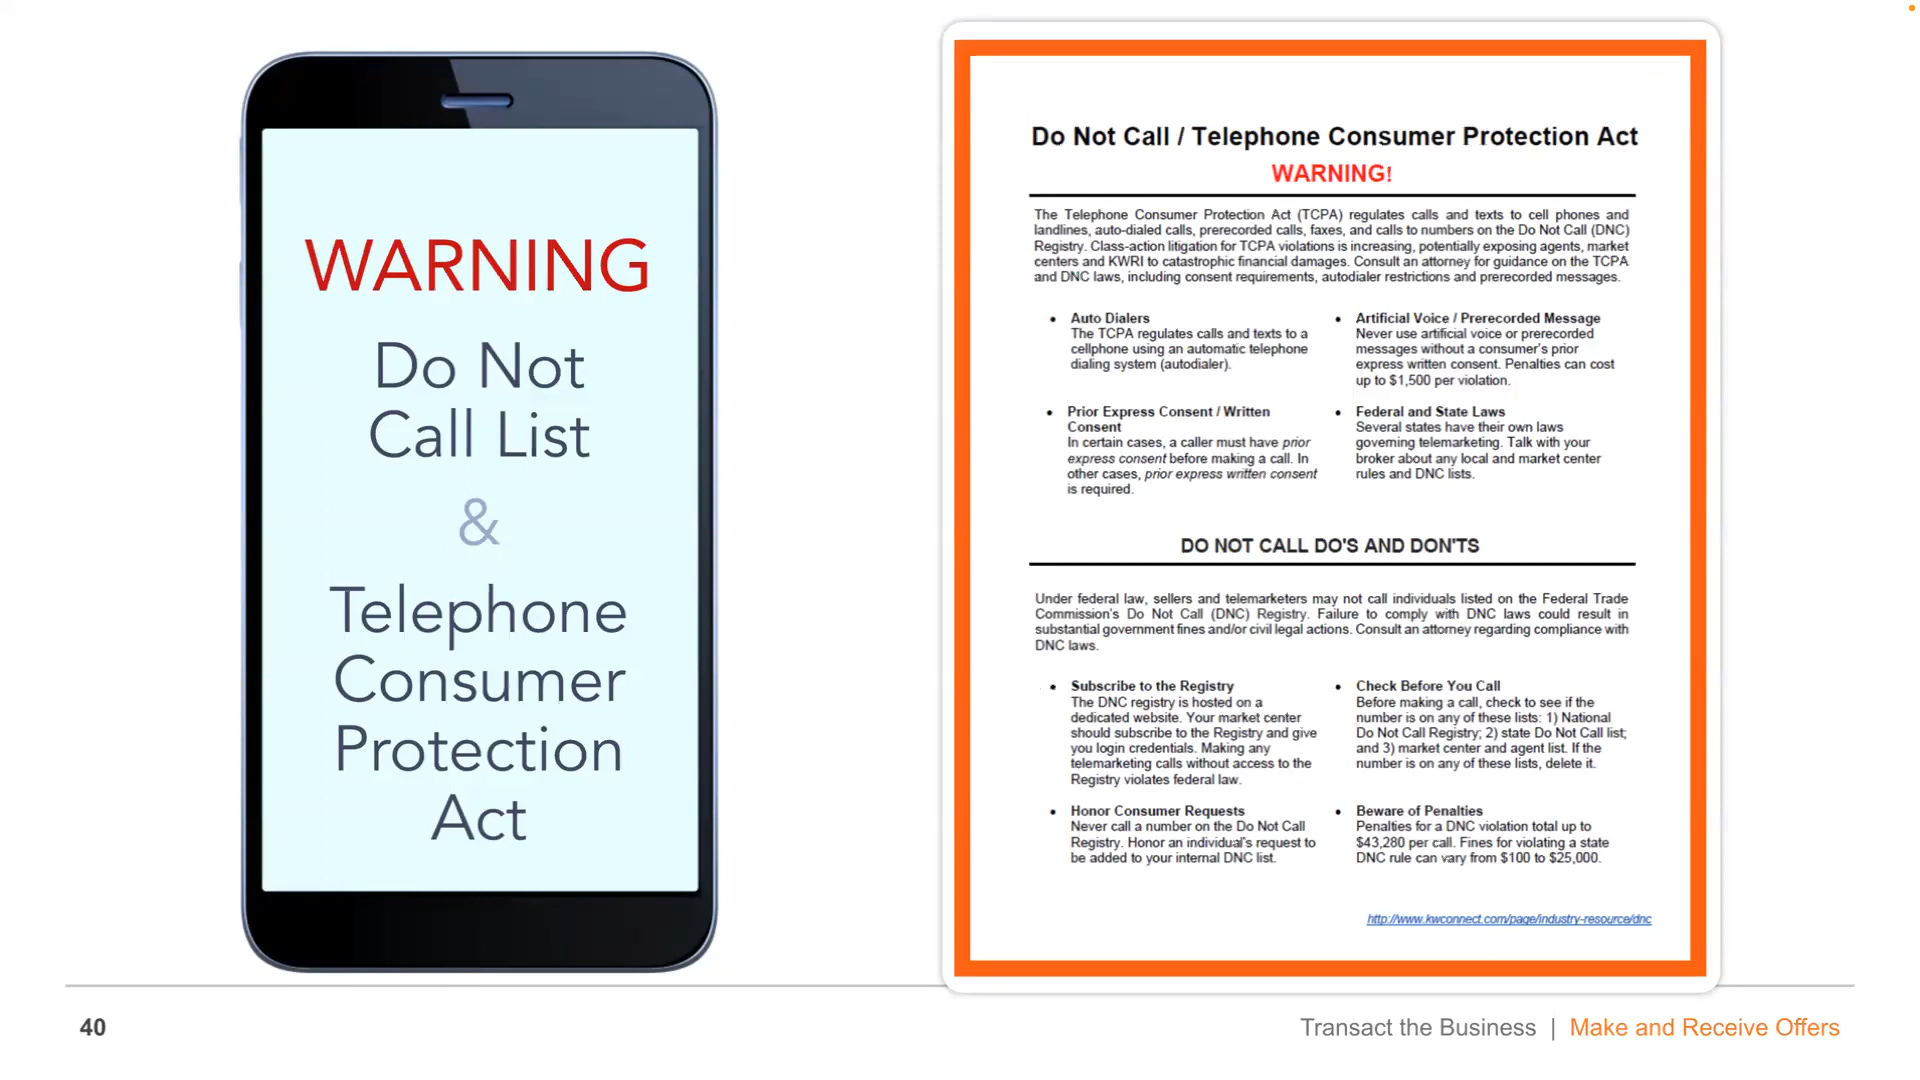 WARNING
Do Not
Call List
&
Telephone
Consumer
Protection
Act
Do Not Call / Telephone Consumer Protection Act
WARNING!
The Telephone Consumer Protection Act (TCPA) regulates calls and texts to cell phones and
landlines, auto-dialed calls, prerecorded calls, faxes, and calls to numbers on the Do Not Call (DNC)
Registry. Class-action litigation for TCPA violations is increasing, potentially exposing agents, market
centers and KWRI to catastrophic financial damages. Consult an attorney for guidance on the TCPA
and DNC laws, including consent requirements, autodialer restrictions and prerecorded messages.
• Auto Dialers
The TCPA regulates calls and texts to a
cellphone using an automatic telephone
dialing system (autodialer).
• Artificial Voice / Prerecorded Message
Never use artificial voice or prerecorded
messages without a consumer's prior
express written consent. Penalties can cost
up to $1,500 per violation.
• Prior Express Consent / Written
Consent
In certain cases, a caller must have prior
express consent before making a call. In
other cases, prior express written consent
is required.
• Federal and State Laws
Several states have their own laws
governing telemarketing. Talk with your
broker about any local and market center
rules and DNC lists.
DO NOT CALL DO'S AND DON'TS
Under federal law, sellers and telemarketers may not call individuals listed on the Federal Trade
Commission's Do Not Call (DNC) Registry. Failure to comply with DNC laws could result in
substantial government fines and/or civil legal actions. Consult an attorney regarding compliance with
DNC laws.
• Subscribe to the Registry
The DNC registry is hosted on a
dedicated website. Your market center
should subscribe to the Registry and give
you login credentials. Making any
telemarketing calls without access to the
Registry violates federal law.
• Check Before You Call
Before making a call, check to see if the
number is on any of these lists: 1) National
Do Not Call Registry; 2) state Do Not Call list;
and 3) market center and agent list. If the
number is on any of these lists, delete it.
• Honor Consumer Requests
Never call a number on the Do Not Call
Registry. Honor an individual's request to
be added to your internal DNC list.
• Beware of Penalties
Penalties for a DNC violation total up to
$43,280 per call. Fines for violating a state
DNC rule can vary from $100 to $25,000.
http://www.kwconnect.com/page/industry-resource/dnc
40
Transact the Business | Make and Receive Offers